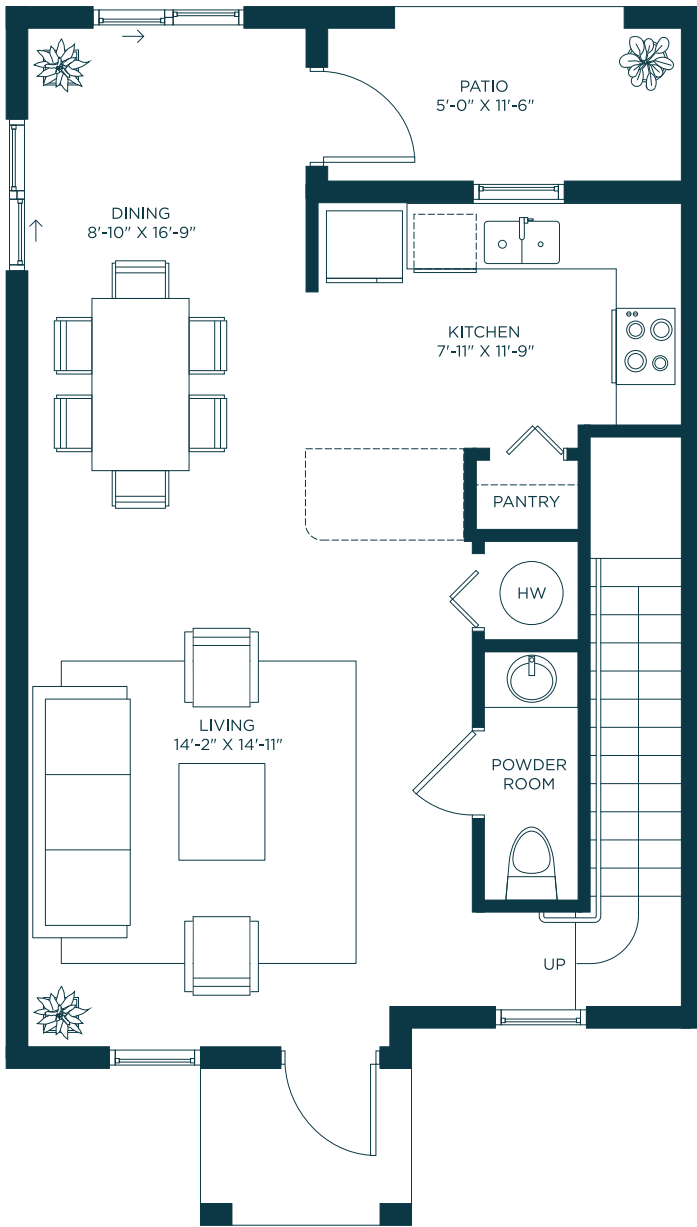 PATIO
5'-0" X 11'-6"
DINING
8'-10" X 16'-9"
KITCHEN
7'-11" X 11'-9"
PANTRY
HW
LIVING
14'-2" X 14'-11"
POWDER
ROOM
UP